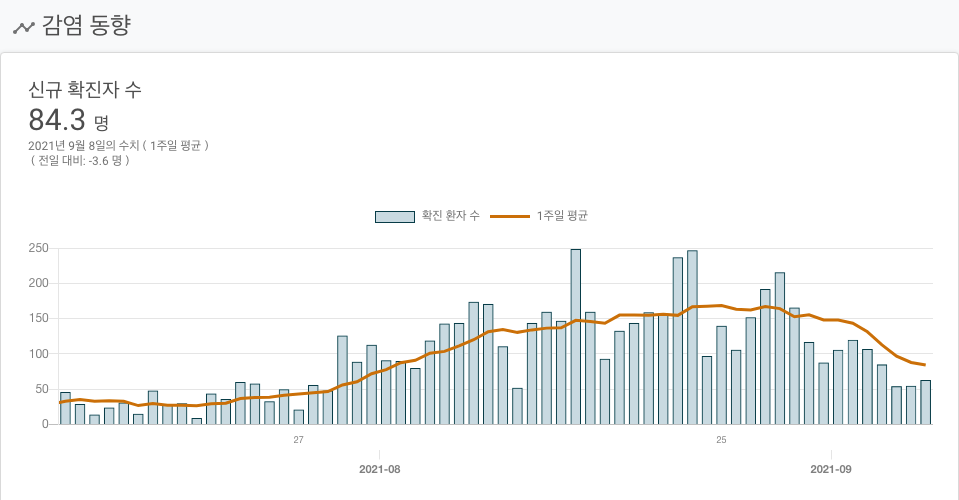 감염 동향
신규 확진자 수
84.3 명
2021년 9월 8일의 수치 ( 1주일 평균 )
( 전일 대비: -3.6 명 )
확진 환자 수 1주일 평균
250
200
150
100
50
0
27 25
2021-08 2021-09